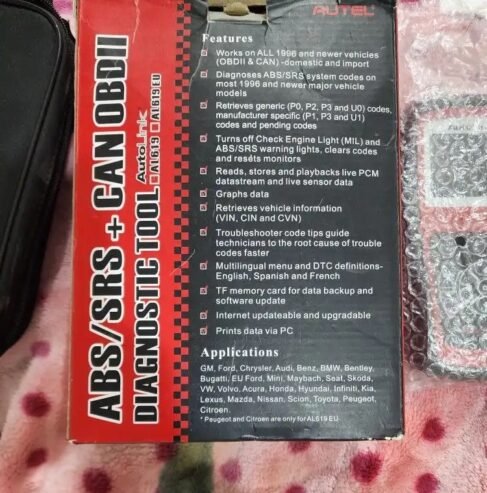 AUTEL
Features
Works on ALL 1996 and newer vehicles
(OBDII & CAN) -domestic and import
Diagnoses ABS/SRS system codes on
most 1996 and newer major vehicle
models
Retrieves generic (P0, P2, P3 and U0) codes,
manufacturer specific (P1, P3 and U1)
codes and pending codes
Turns off Check Engine Light (MIL) and
ABS/SRS warning lights, clears codes
and resets monitors
Reads, stores and playbacks live PCM
datastream and live sensor data
Graphs data
Retrieves vehicle information
(VIN, CIN and CVN)
Troubleshooter code tips guide
technicians to the root cause of trouble
codes faster
Multilingual menu and DTC definitions-
English, Spanish and French
TF memory card for data backup and
software update
Internet updateable and upgradable
Prints data via PC
Applications
GM, Ford, Chrysler, Audi, Benz, BMW, Bentley,
Bugatti, EU Ford, Mini, Maybach, Seat, Skoda,
VW, Volvo, Acura, Honda, Hyundai, Infiniti, Kia,
Lexus, Mazda, Nissan, Scion, Toyota, Peugeot,
Citroen.
* Peugeot and Citroen are only for AL619 EU
ABS/SRS + CAN OBDII
DIAGNOSTIC TOOL
AutoLink
AL619 AL619EU